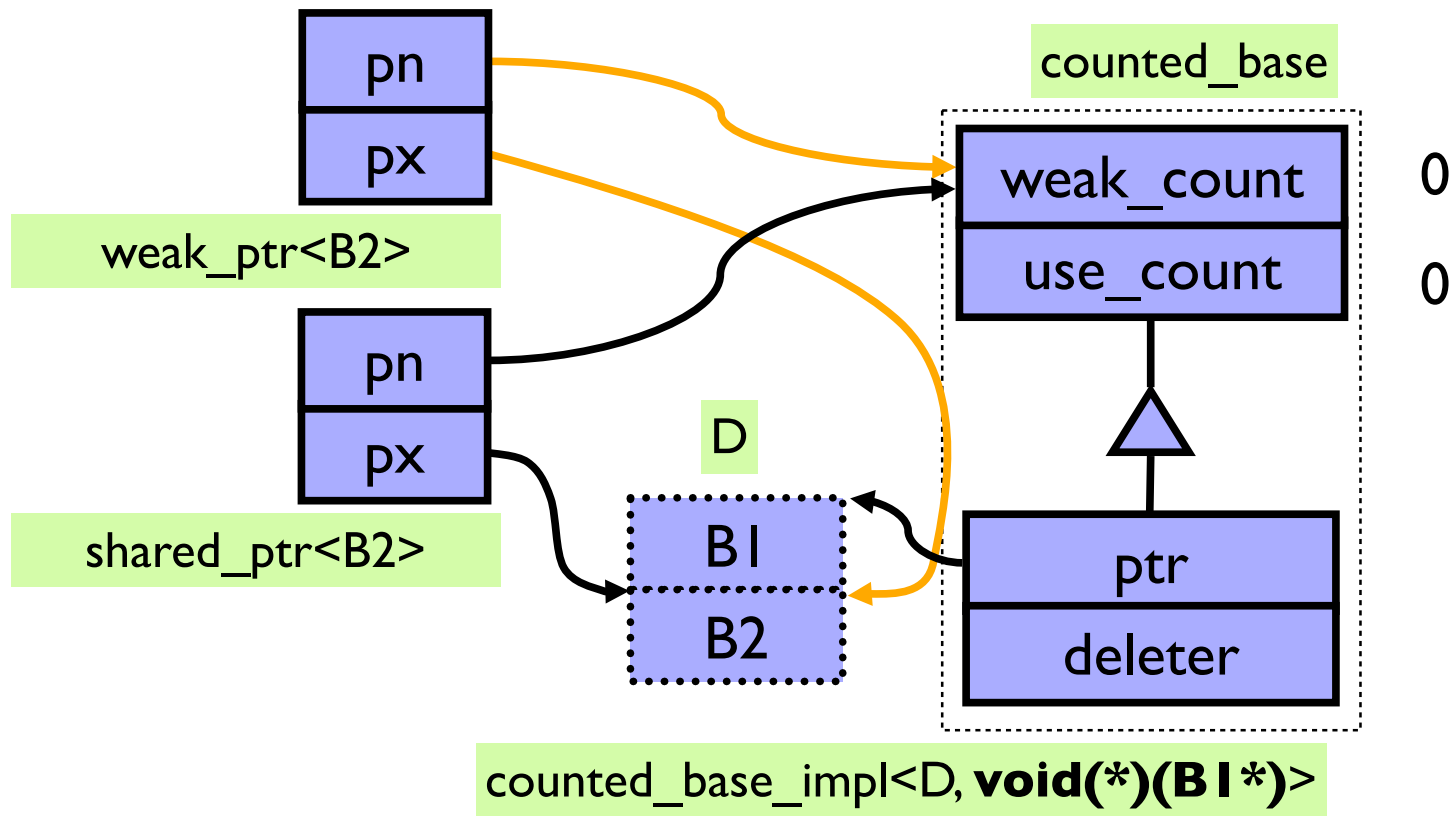 pn
px
weak_ptr<B2>
pn
px
shared_ptr<B2>
D
B1
B2
counted_base
weak_count
0
use_count
0
ptr
deleter
counted_base_impl<D, void(*)(B1*)>